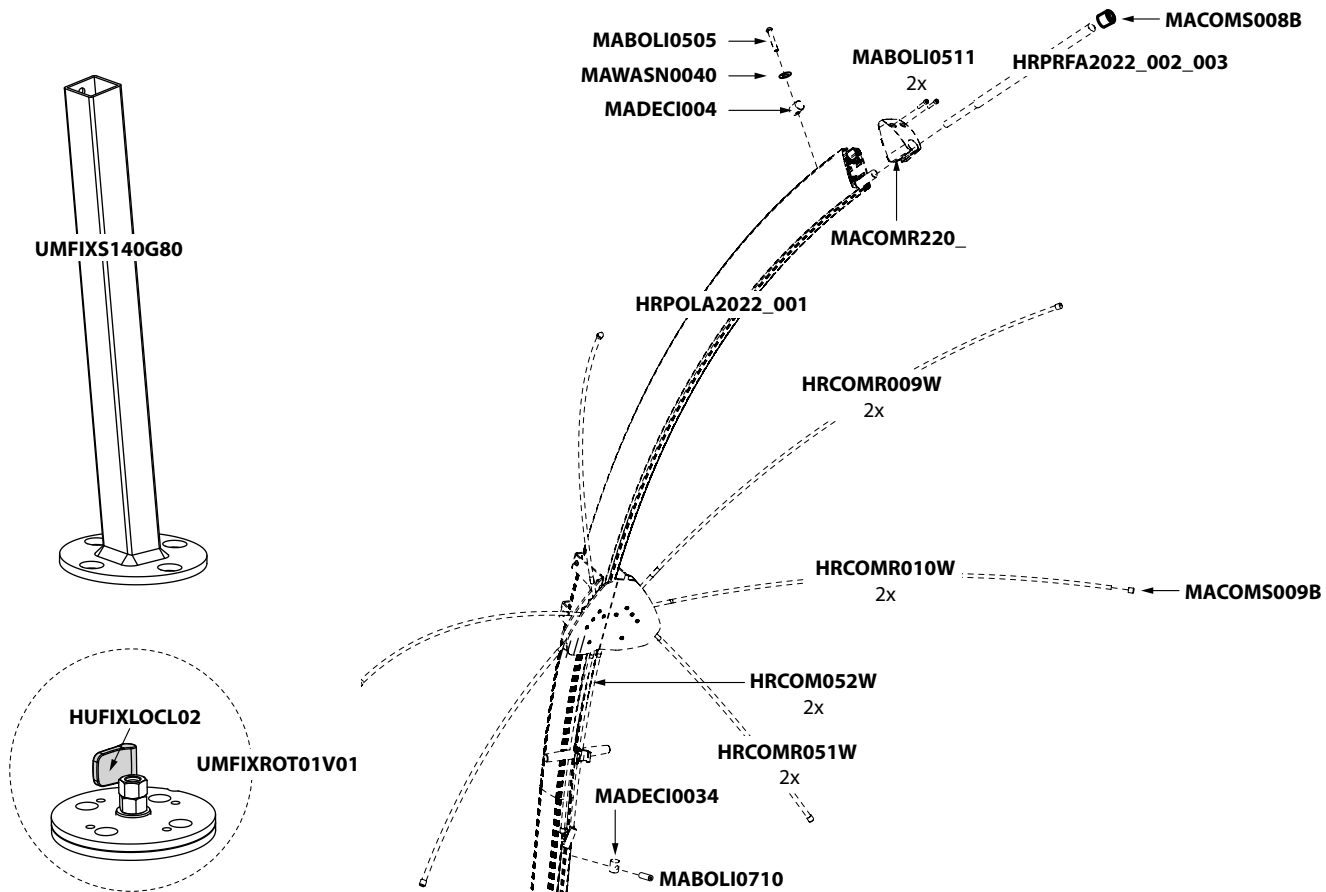 MACOMS008B
MABOLI0505
MABOLI0511
2x
HRPRFA2022_002_003
MAWASN0040
MADECI004
MACOMR220_
UMFIXS140G80
HRPOLA2022_001
HRCOMR009W
2x
HRCOMR010W
2x
MACOMS009B
HRCOM052W
2x
HUFIXLOCL02
UMFIXROT01V01
HRCOMR051W
2x
MADECI0034
MABOLI0710